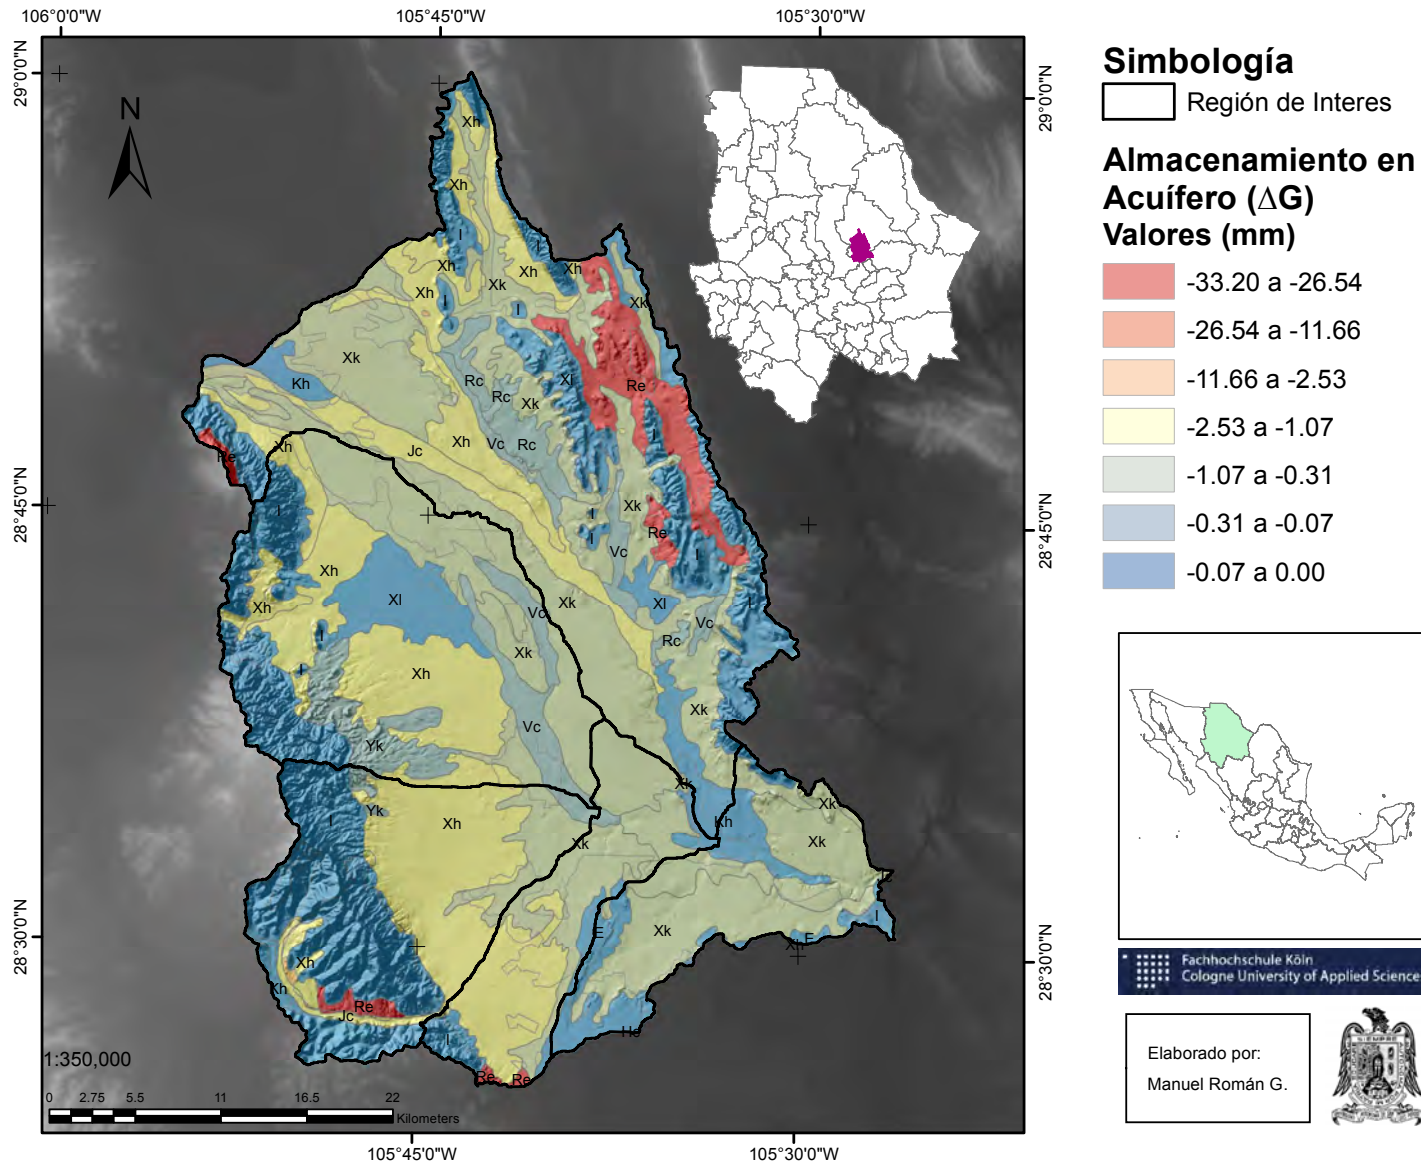 106°0'0"W
105°45'0"W
105°30'0"W
29°0'0"N
29°0'0"N
28°45'0"N
28°45'0"N
28°30'0"N
28°30'0"N
105°45'0"W
105°30'0"W
N
Xh
Xh
I
I
Xh
Xh
Xh
Xk
Xh
I
I
Xk
Xk
Kh
Rc
Rc
Xk
Xl
Re
Xh
Vc
Rc
Jc
Xh
Re
I
I
Xk
I
I
Re
Vc
I
Xh
Xl
Xh
Xk
Vc
Xl
Vc
I
Rc
I
I
Xk
Xh
Xk
Vc
Yk
Xk
Yk
I
Xh
Kh
Xk
Xk
Xk
E
Xk
I
Xh
E
Xh
Xh
Re
Jc
I
Re
Re
1:350,000
0 2.75 5.5 11 16.5 22
Kilometers
Simbología
Región de Interes
Almacenamiento en
Acuífero (∆G)
Valores (mm)
-33.20 a -26.54
-26.54 a -11.66
-11.66 a -2.53
-2.53 a -1.07
-1.07 a -0.31
-0.31 a -0.07
-0.07 a 0.00
Fachhochschule Köln
Cologne University of Applied Science
Elaborado por:
Manuel Román G.
SIEMPRE